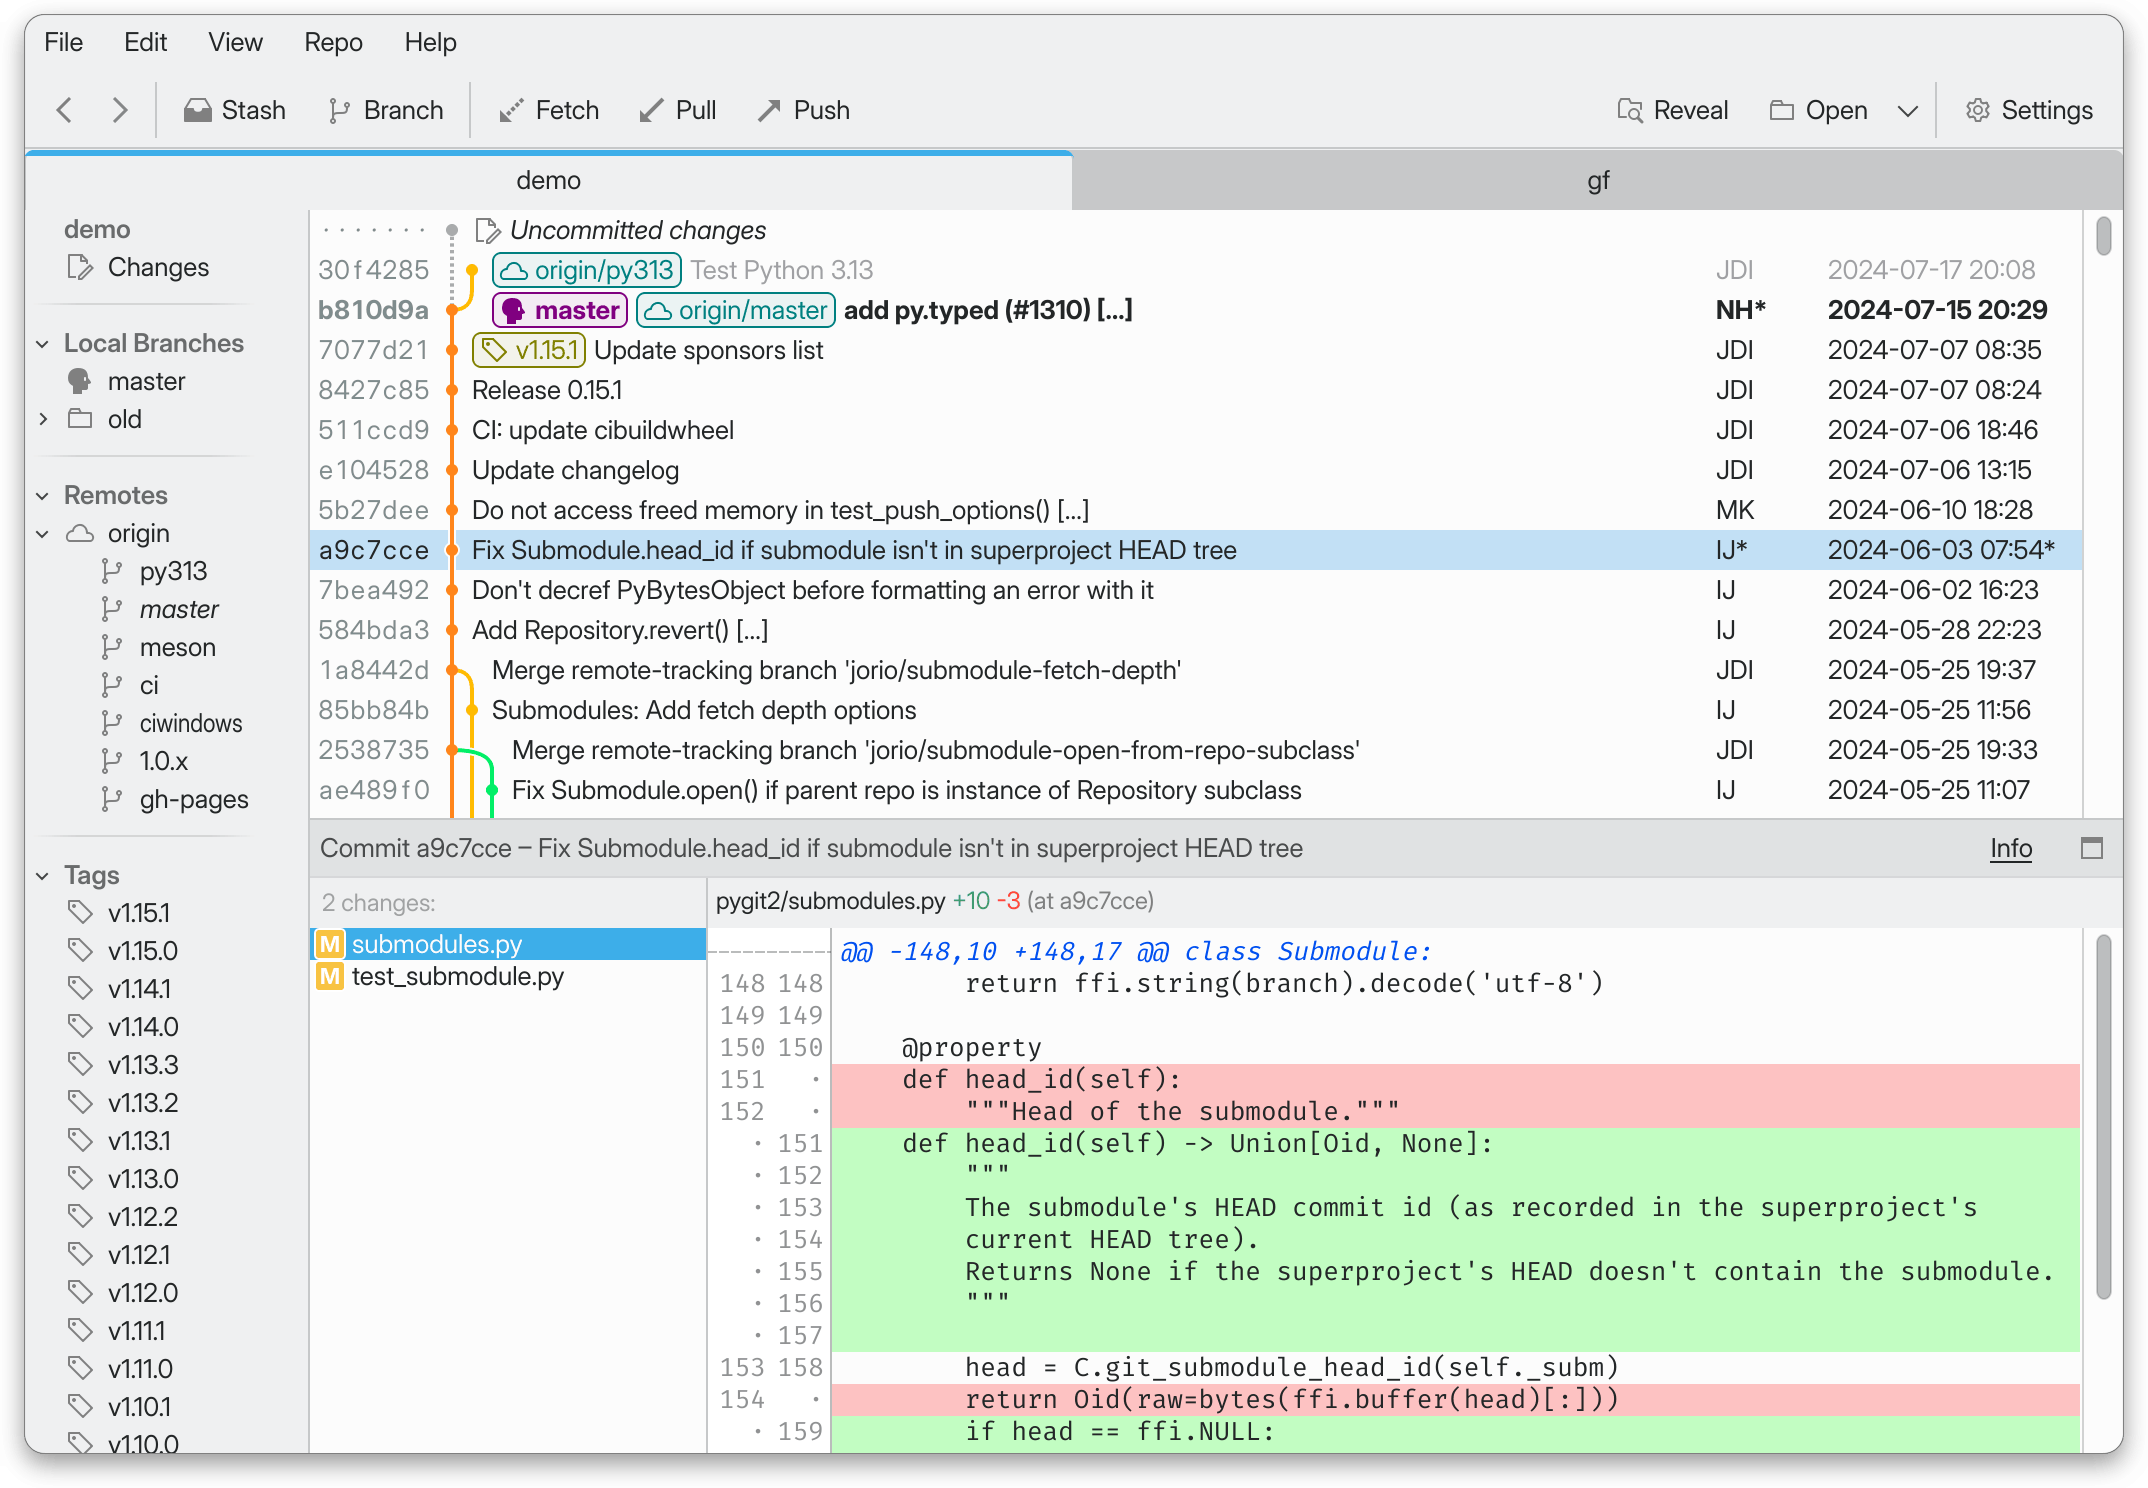 File Edit View Repo Help
Stash Branch Fetch Pull Push Reveal Open Settings
demo gf
demo
Changes
Local Branches
master
old
Remotes
origin
py313
master
meson
ci
ciwindows
1.0.x
gh-pages
Tags
v1.15.1
v1.15.0
v1.14.1
v1.14.0
v1.13.3
v1.13.2
v1.13.1
v1.13.0
v1.12.2
v1.12.1
v1.12.0
v1.11.1
v1.11.0
v1.10.1
v1.10.0
······· Uncommitted changes
30f4285 origin/py313 Test Python 3.13 JDI 2024-07-17 20:08
b810d9a master origin/master add py.typed (#1310) [...] NH* 2024-07-15 20:29
7077d21 v1.15.1 Update sponsors list JDI 2024-07-07 08:35
8427c85 Release 0.15.1 JDI 2024-07-07 08:24
511ccd9 CI: update cibuildwheel JDI 2024-07-06 18:46
e104528 Update changelog JDI 2024-07-06 13:15
5b27dee Do not access freed memory in test_push_options() [...] MK 2024-06-10 18:28
a9c7cce Fix Submodule.head_id if submodule isn't in superproject HEAD tree IJ* 2024-06-03 07:54*
7bea492 Don't decref PyBytesObject before formatting an error with it IJ 2024-06-02 16:23
584bda3 Add Repository.revert() [...] IJ 2024-05-28 22:23
1a8442d Merge remote-tracking branch 'jorio/submodule-fetch-depth' JDI 2024-05-25 19:37
85bb84b Submodules: Add fetch depth options IJ 2024-05-25 11:56
2538735 Merge remote-tracking branch 'jorio/submodule-open-from-repo-subclass' JDI 2024-05-25 19:33
ae489f0 Fix Submodule.open() if parent repo is instance of Repository subclass IJ 2024-05-25 11:07
Commit a9c7cce – Fix Submodule.head_id if submodule isn't in superproject HEAD tree Info
2 changes:
M submodules.py
M test_submodule.py
pygit2/submodules.py +10 -3 (at a9c7cce)
@@ -148,10 +148,17 @@ class Submodule:
148 148         return ffi.string(branch).decode('utf-8')
149 149
150 150     @property
151 ·     def head_id(self):
152 ·         """Head of the submodule."""
· 151     def head_id(self) -> Union[Oid, None]:
· 152         """
· 153         The submodule's HEAD commit id (as recorded in the superproject's
· 154         current HEAD tree).
· 155         Returns None if the superproject's HEAD doesn't contain the submodule.
· 156         """
· 157
153 158         head = C.git_submodule_head_id(self._subm)
154 ·         return Oid(raw=bytes(ffi.buffer(head)[:]))
· 159         if head == ffi.NULL: